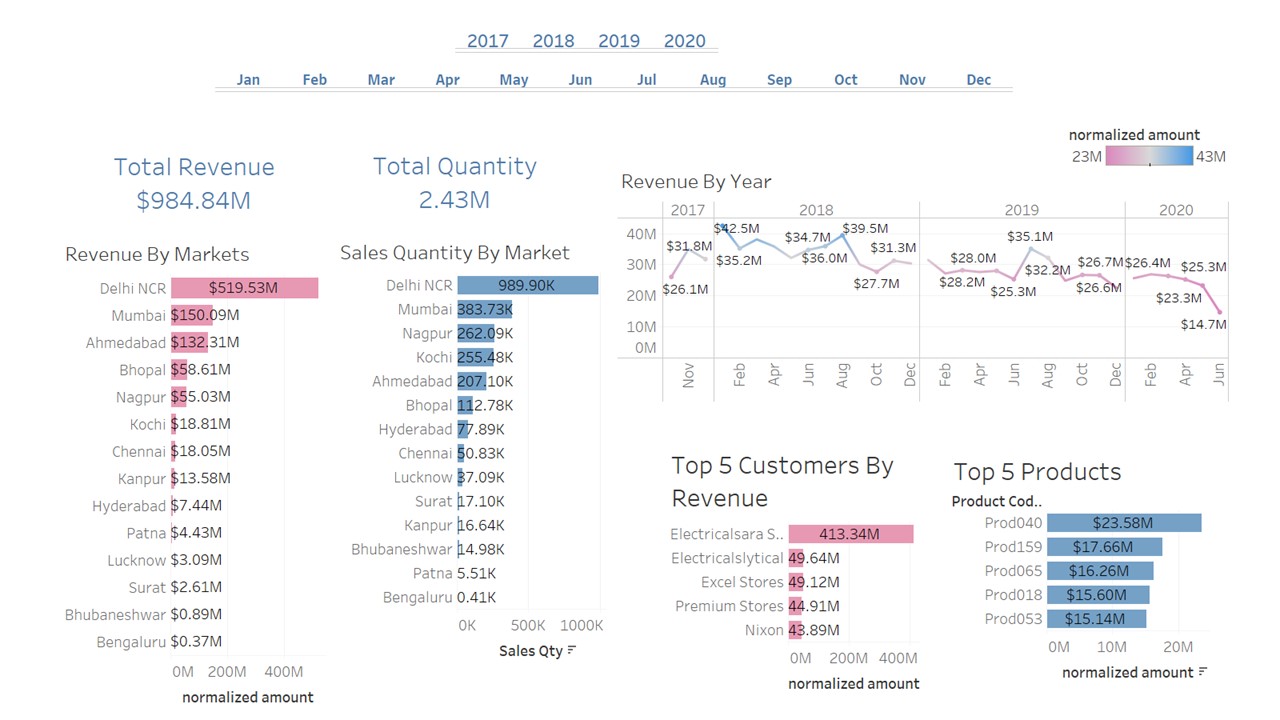 2017 2018 2019 2020
Jan Feb Mar Apr May Jun Jul Aug Sep Oct Nov Dec
normalized amount
23M 43M
Total Revenue
$984.84M
Total Quantity
2.43M
Revenue By Markets
Delhi NCR $519.53M
Mumbai $150.09M
Ahmedabad $132.31M
Bhopal $58.61M
Nagpur $55.03M
Kochi $18.81M
Chennai $18.05M
Kanpur $13.58M
Hyderabad $7.44M
Patna $4.43M
Lucknow $3.09M
Surat $2.61M
Bhubaneshwar $0.89M
Bengaluru $0.37M
0M 200M 400M
normalized amount
Sales Quantity By Market
Delhi NCR 989.90K
Mumbai 383.73K
Nagpur 262.09K
Kochi 255.48K
Ahmedabad 207.10K
Bhopal 112.78K
Hyderabad 77.89K
Chennai 50.83K
Lucknow 37.09K
Surat 17.10K
Kanpur 16.64K
Bhubaneshwar 14.98K
Patna 5.51K
Bengaluru 0.41K
0K 500K 1000K
Sales Qty
Revenue By Year
2017 2018 2019 2020
40M
30M
20M
10M
0M
$26.1M $31.8M $42.5M $35.2M $34.7M $36.0M $39.5M $27.7M $31.3M
$28.2M $28.0M $25.3M $35.1M $32.2M $26.7M $26.6M
$26.4M $23.3M $25.3M $14.7M
Nov Feb Apr Jun Aug Oct Dec Feb Apr Jun Aug Oct Dec Feb Apr Jun
Top 5 Customers By
Revenue
Electricalsara S.. 413.34M
Electricalslytical 49.64M
Excel Stores 49.12M
Premium Stores 44.91M
Nixon 43.89M
0M 200M 400M
normalized amount
Top 5 Products
Product Cod..
Prod040 $23.58M
Prod159 $17.66M
Prod065 $16.26M
Prod018 $15.60M
Prod053 $15.14M
0M 10M 20M
normalized amount